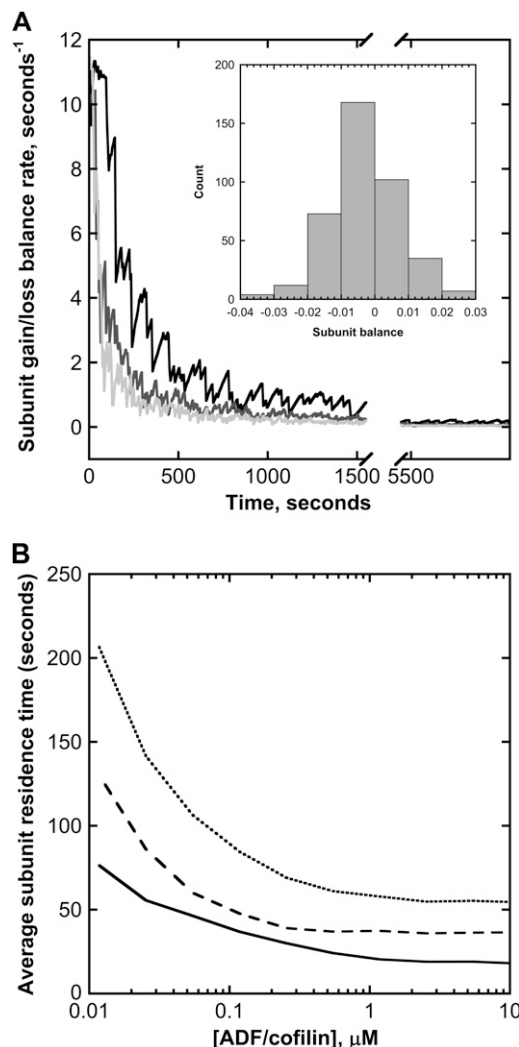 A
12
10
8
6
4
2
0
Subunit gain/loss balance rate, seconds-1
200
150
100
50
0
Count
-0.04 -0.03 -0.02 -0.01 0 0.01 0.02 0.03
Subunit balance
0 500 1000 1500 5500
Time, seconds
B
250
200
150
100
50
0
Average subunit residence time (seconds)
0.01 0.1 1 10
[ADF/cofilin], μM